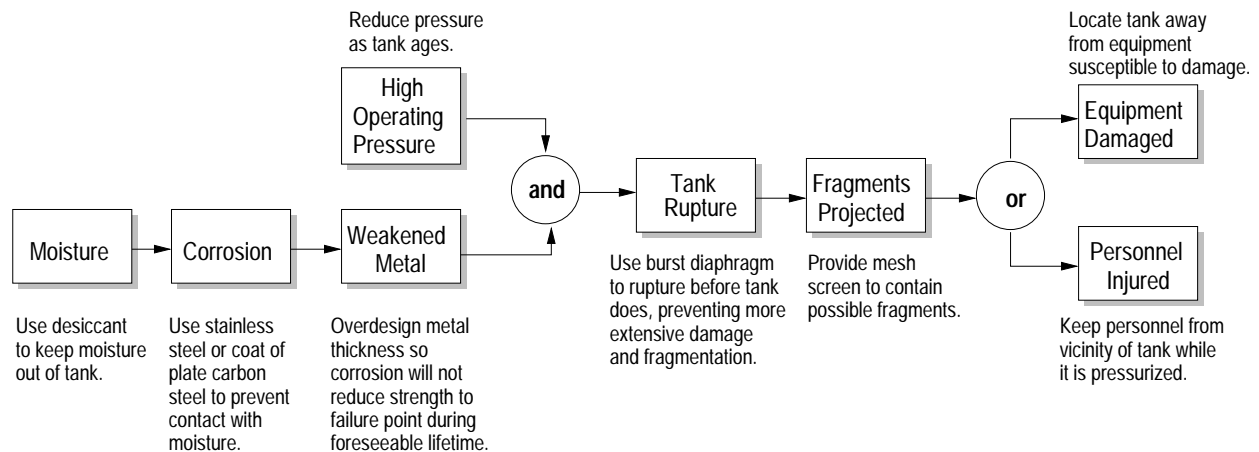 Reduce pressure
as tank ages.
High
Operating
Pressure
and
Moisture
Use desiccant
to keep moisture
out of tank.
Corrosion
Use stainless
steel or coat of
plate carbon
steel to prevent
contact with
moisture.
Weakened
Metal
Overdesign metal
thickness so
corrosion will not
reduce strength to
failure point during
foreseeable lifetime.
Tank
Rupture
Use burst diaphragm
to rupture before tank
does, preventing more
extensive damage
and fragmentation.
Fragments
Projected
Provide mesh
screen to contain
possible fragments.
or
Locate tank away
from equipment
susceptible to damage.
Equipment
Damaged
Personnel
Injured
Keep personnel from
vicinity of tank while
it is pressurized.